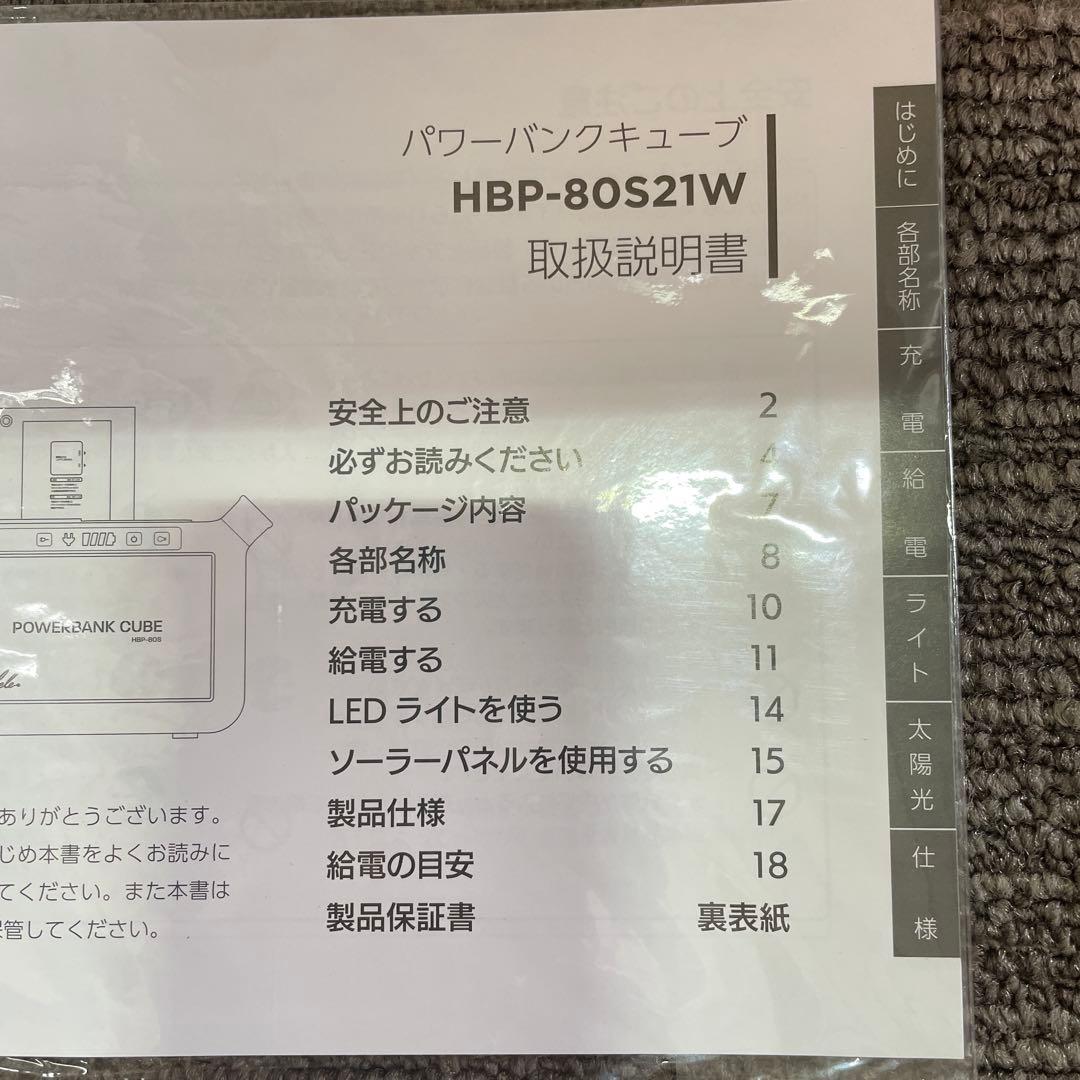 パワーバンクキューブ
HBP-80S21W
取扱説明書
安全上のご注意 2
必ずお読みください 4
パッケージ内容 7
各部名称 8
充電する 10
給電する 11
LED ライトを使う 14
ソーラーパネルを使用する 15
製品仕様 17
給電の目安 18
製品保証書 裏表紙
POWERBANK CUBE
HBP-80S
ありがとうございます。
じめ本書をよくお読みに
てください。また本書は
管してください。
はじめに
各部名称
充電
給電
ライト
太陽光
仕様